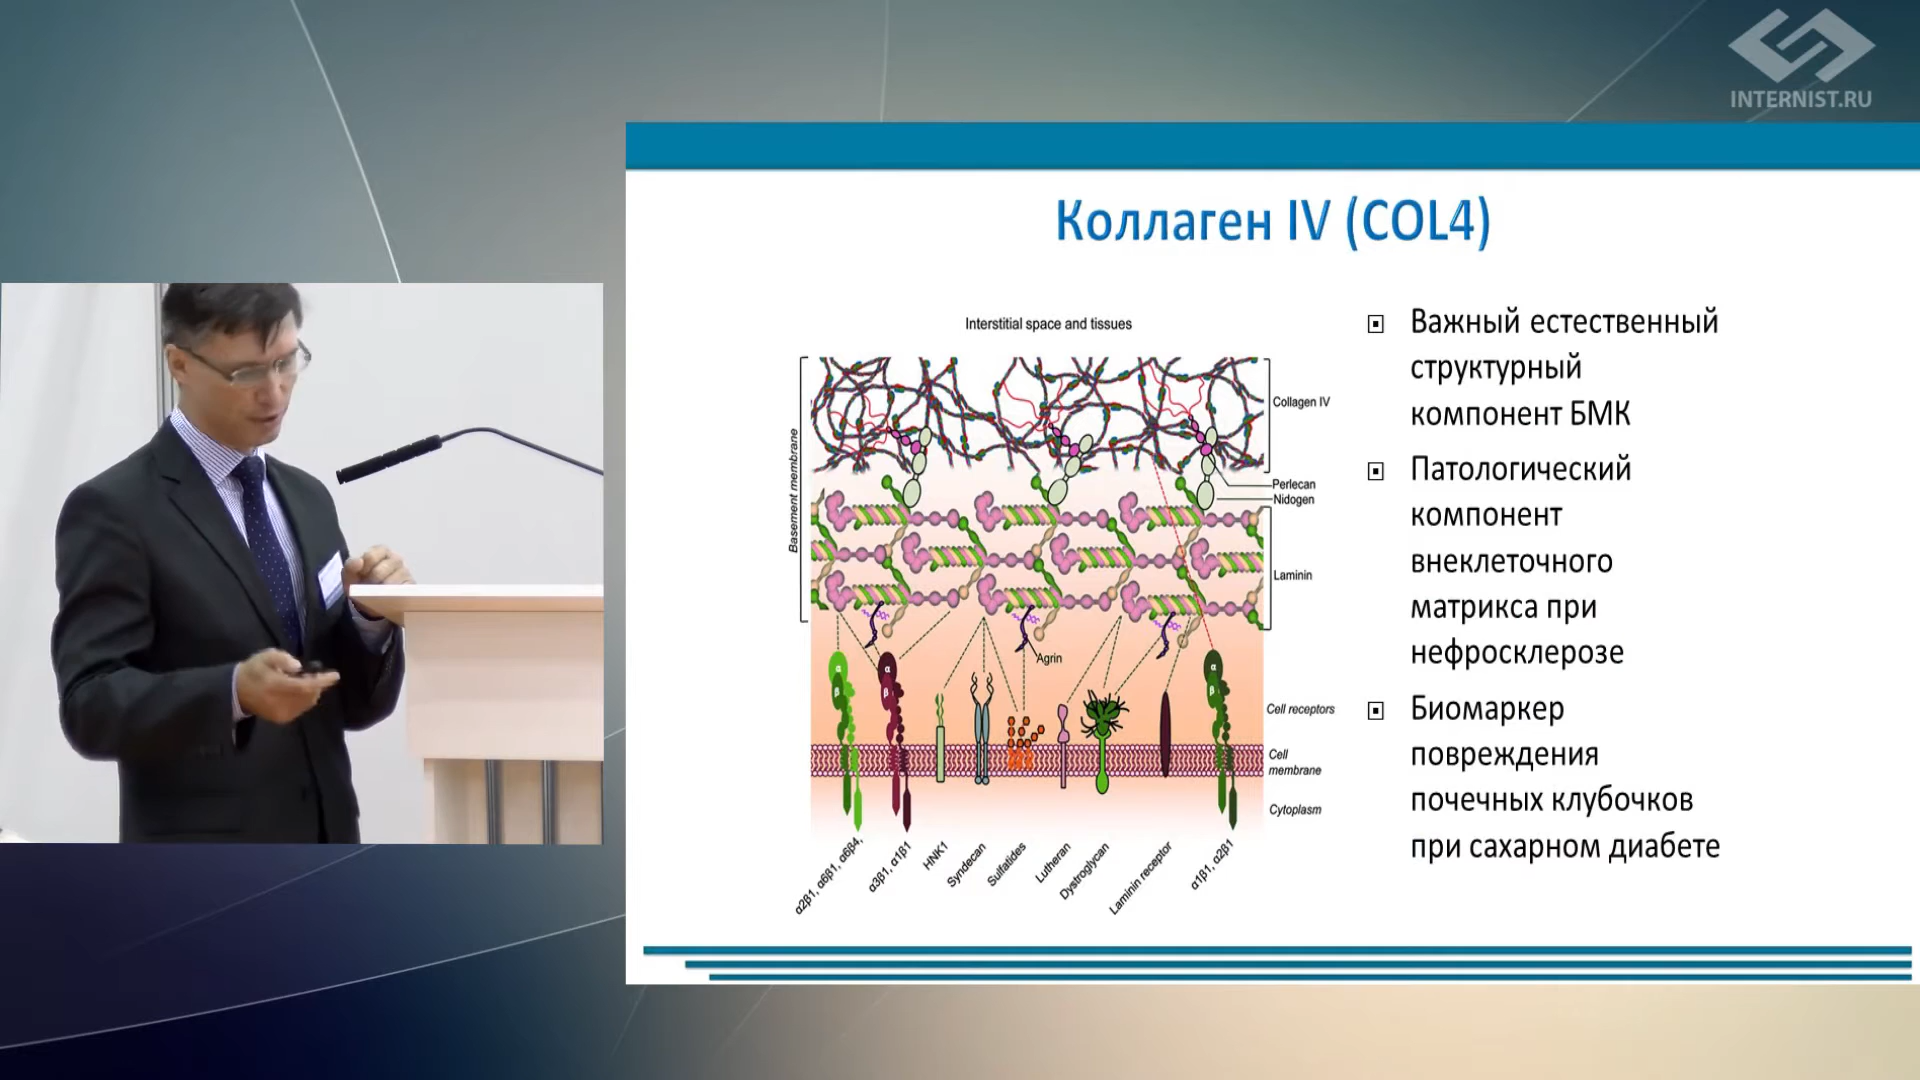 INTERNIST.RU
Коллаген IV (COL4)
Interstitial space and tissues
Basement membrane
Collagen IV
Perlecan
Nidogen
Laminin
Agrin
Cell receptors
Cell
membrane
Cytoplasm
α
β
α
β
α
β
α2β1, α6β1, α6β4,
α3β1, α1β1
HNK1
Syndecan
Sulfatides
Lutheran
Dystroglycan
Laminin receptor
α1β1, α2β1
Важный естественный
структурный
компонент БМК
Патологический
компонент
внеклеточного
матрикса при
нефросклерозе
Биомаркер
повреждения
почечных клубочков
при сахарном диабете